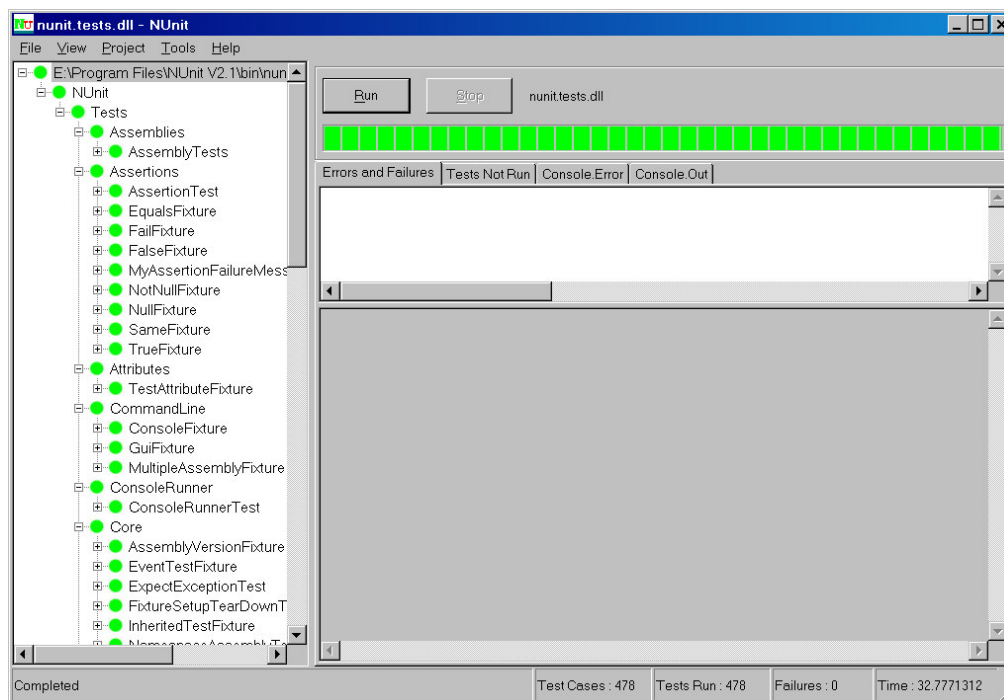 NU nunit.tests.dll - NUnit
File View Project Tools Help
E:\Program Files\NUnit V2.1\bin\nun
NUnit
Tests
Assemblies
AssemblyTests
Assertions
AssertionTest
EqualsFixture
FailFixture
FalseFixture
MyAssertionFailureMess
NotNullFixture
NullFixture
SameFixture
TrueFixture
Attributes
TestAttributeFixture
CommandLine
ConsoleFixture
GuiFixture
MultipleAssemblyFixture
ConsoleRunner
ConsoleRunnerTest
Core
AssemblyVersionFixture
EventTestFixture
ExpectExceptionTest
FixtureSetupTearDownT
InheritedTestFixture
Run Stop nunit.tests.dll
Errors and Failures Tests Not Run Console.Error Console.Out
Completed Test Cases : 478 Tests Run : 478 Failures : 0 Time : 32.7771312